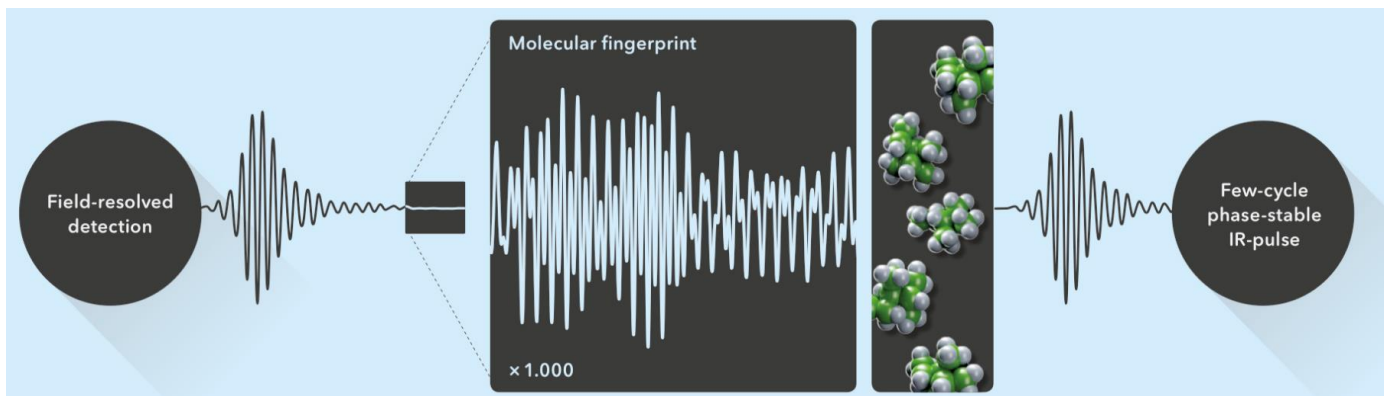 Field-resolved
detection
Molecular fingerprint
× 1.000
Few-cycle
phase-stable
IR-pulse